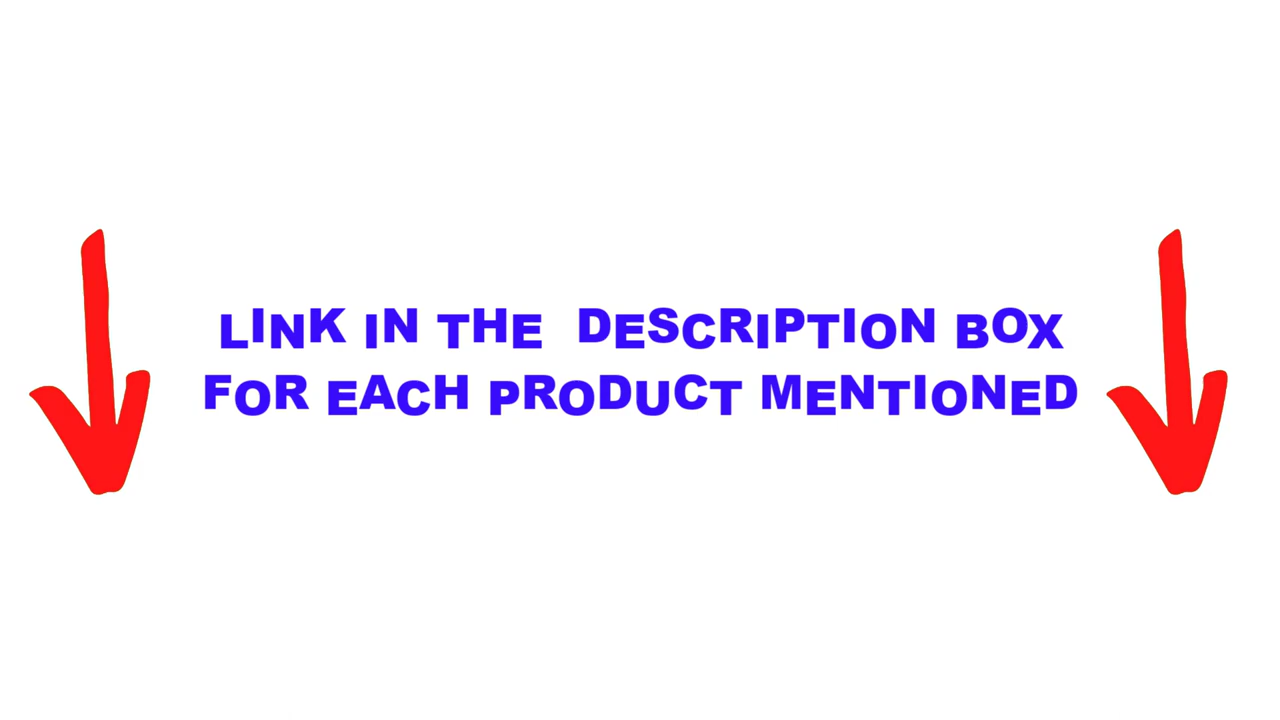 LINK IN THE DESCRIPTION BOX
FOR EACH PRODUCT MENTIONED